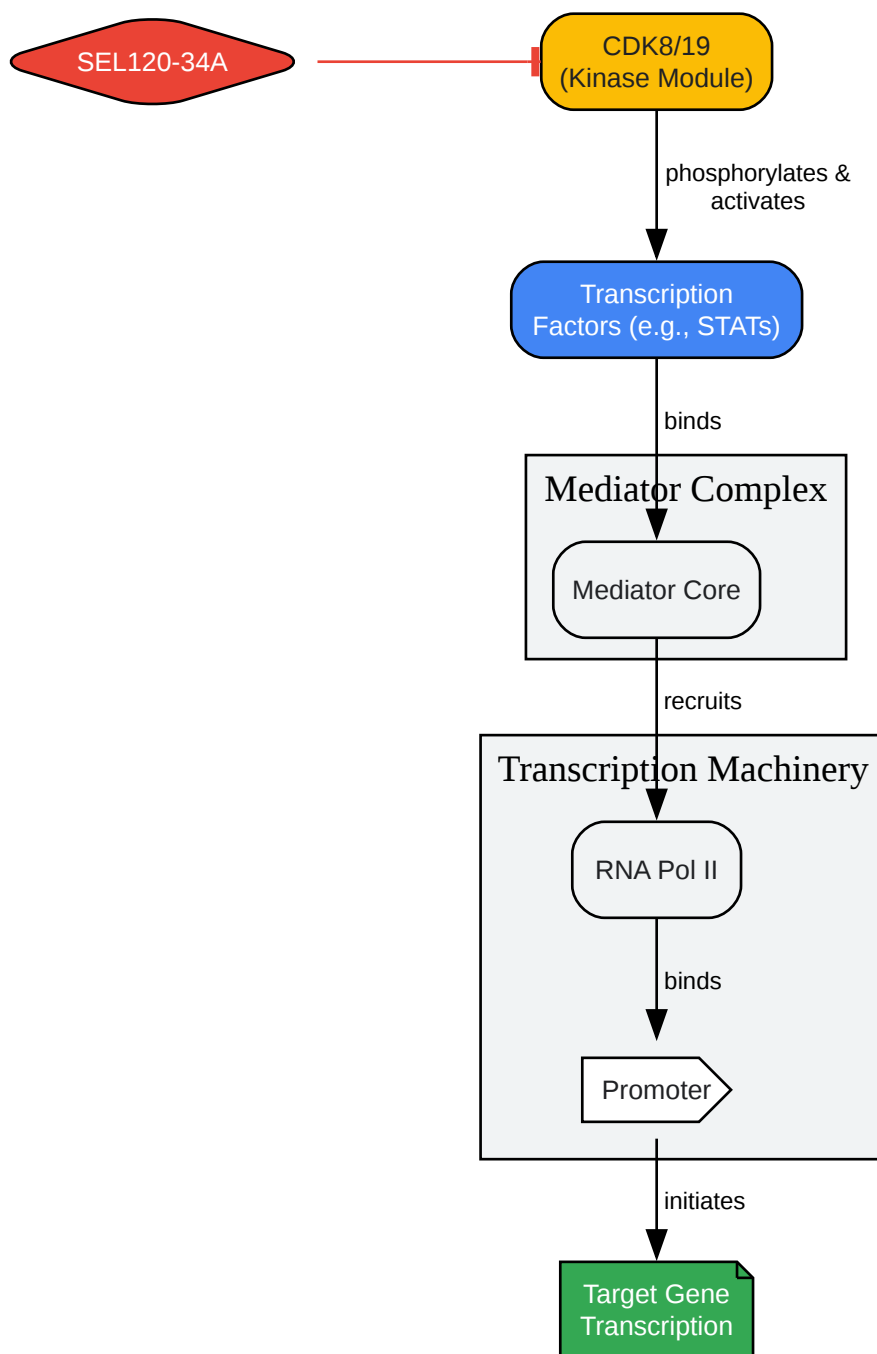 SEL120-34A
CDK8/19
(Kinase Module)
phosphorylates &
activates
Transcription
Factors (e.g., STATs)
binds
Mediator Complex
Mediator Core
recruits
Transcription Machinery
RNA Pol II
binds
Promoter
initiates
Target Gene
Transcription